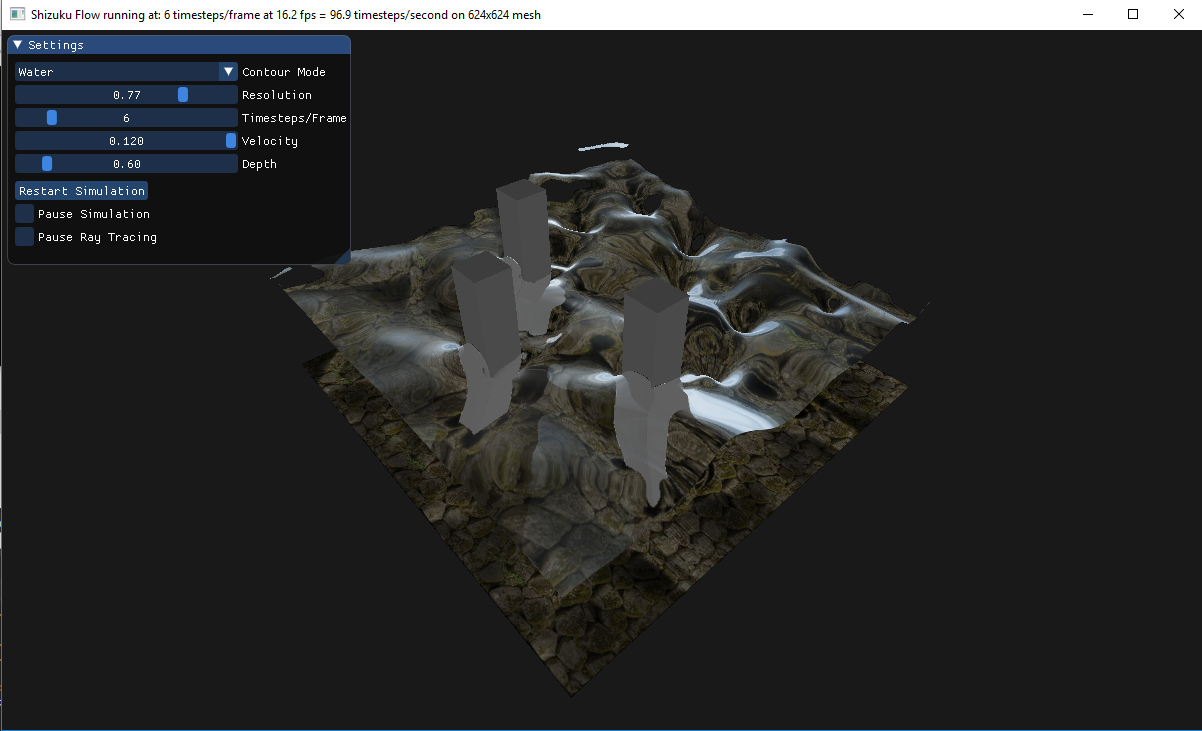 Shizuku Flow running at: 6 timesteps/frame at 16.2 fps = 96.9 timesteps/second on 624x624 mesh
Settings
Water Contour Mode
0.77 Resolution
6 Timesteps/Frame
0.120 Velocity
0.60 Depth
Restart Simulation
Pause Simulation
Pause Ray Tracing